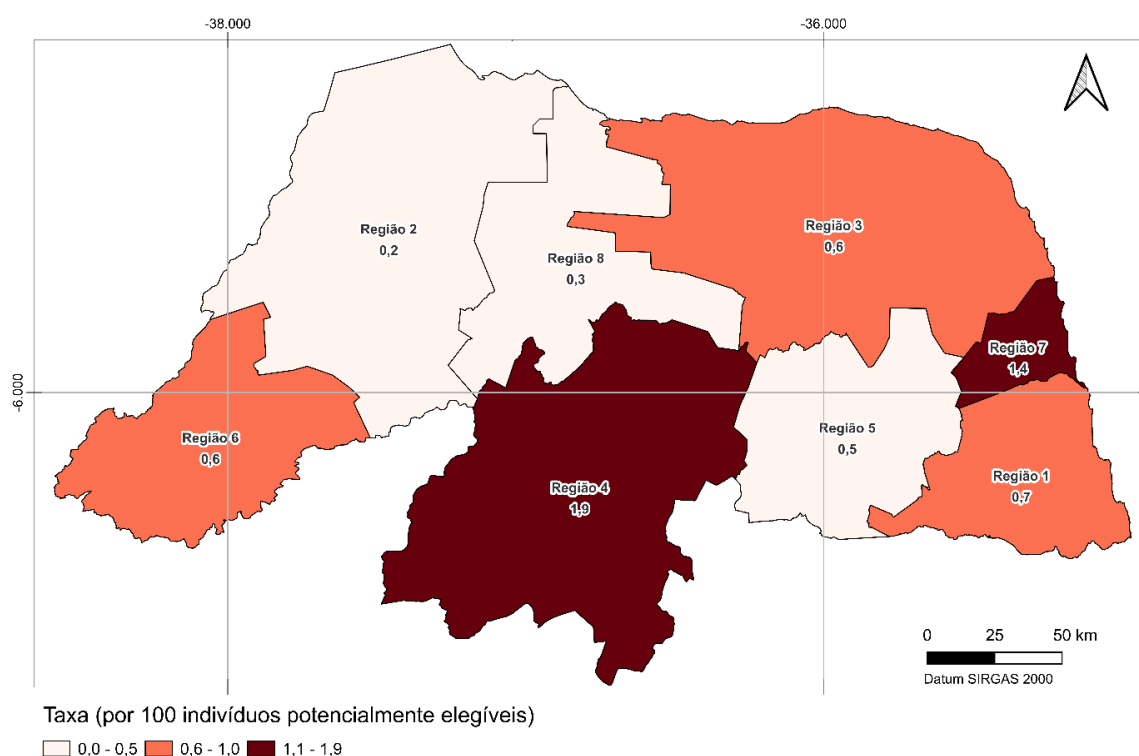 -38.000
-36.000
Região 2
0,2
Região 3
0,6
Região 8
0,3
Região 7
1,4
-6.000
Região 6
0,6
Região 5
0,5
Região 1
0,7
Região 4
1,9
0 25 50 km
Datum SIRGAS 2000
Taxa (por 100 indivíduos potencialmente elegíveis)
0,0 - 0,5 0,6 - 1,0 1,1 - 1,9